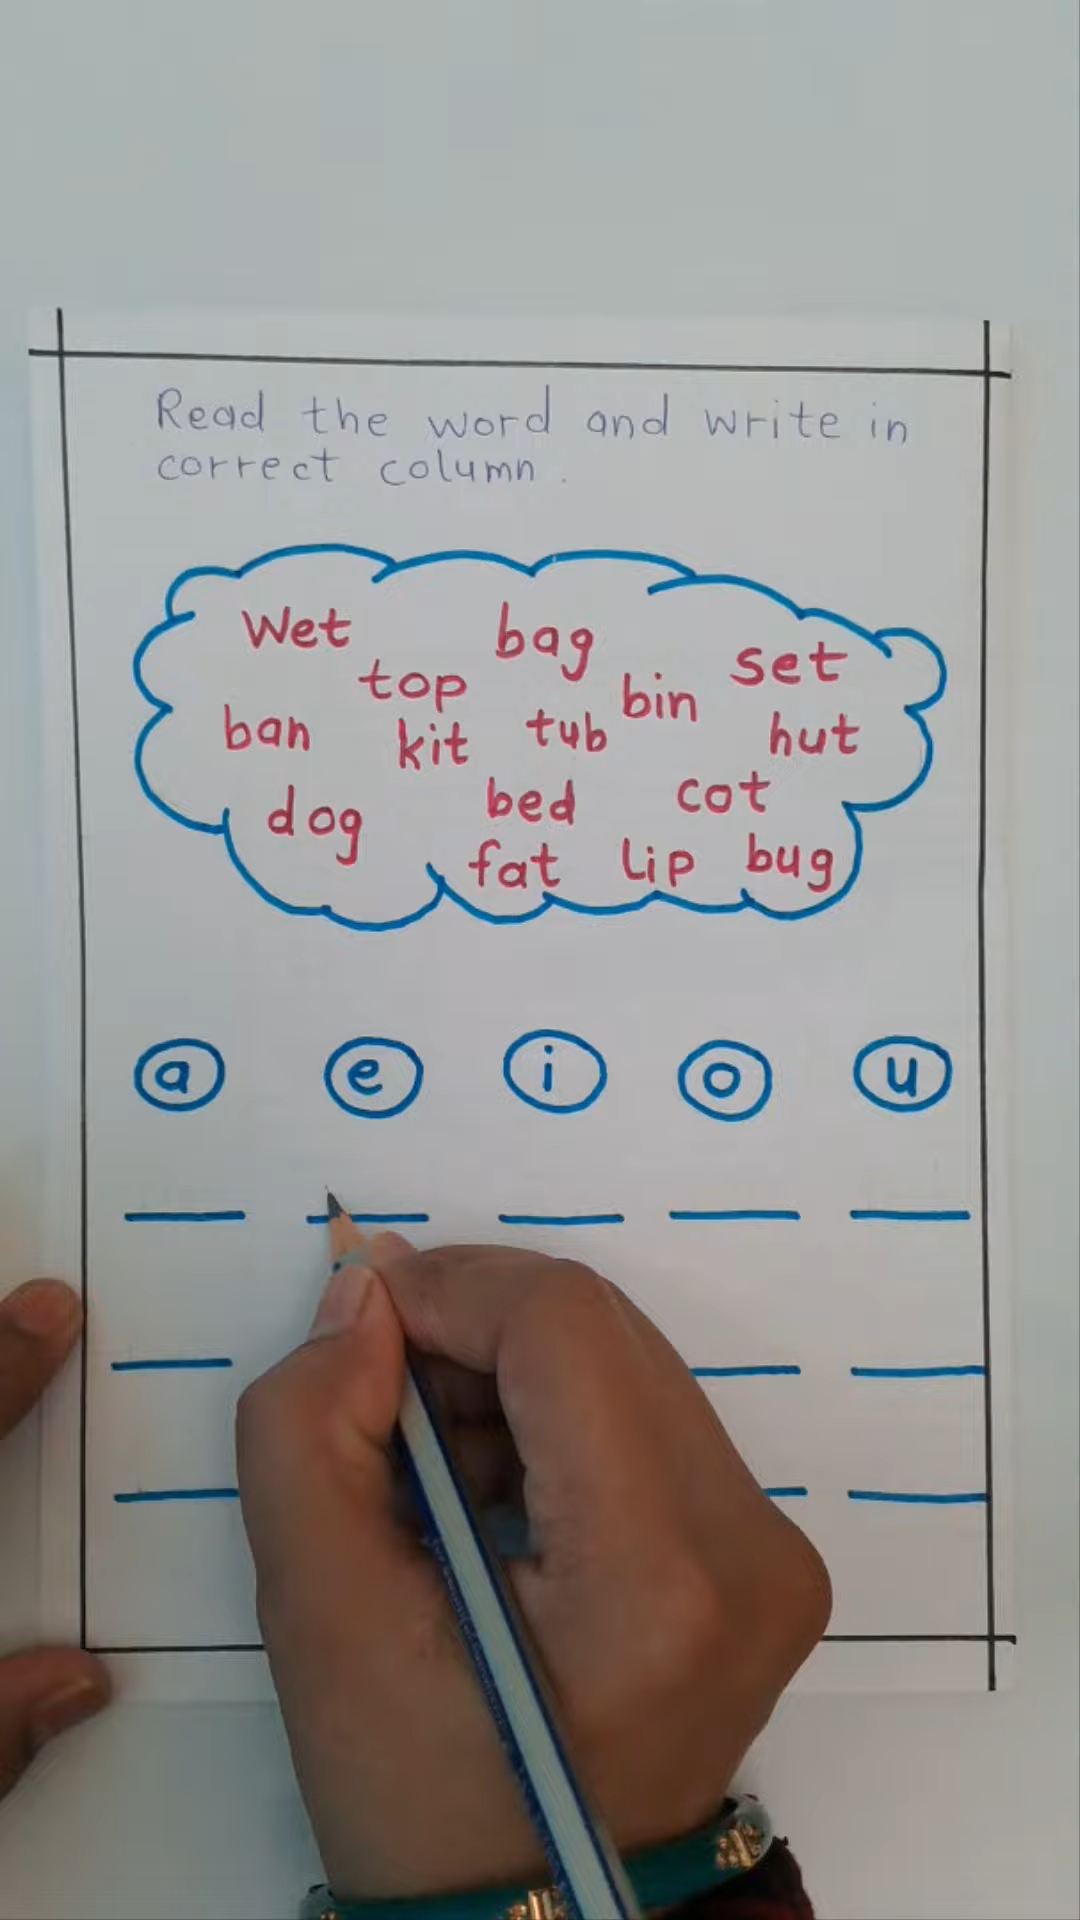 Read the word and write in
correct column.
Wet bag set
top bin
ban kit tub hut
dog bed cot
fat lip bug
a e i o u